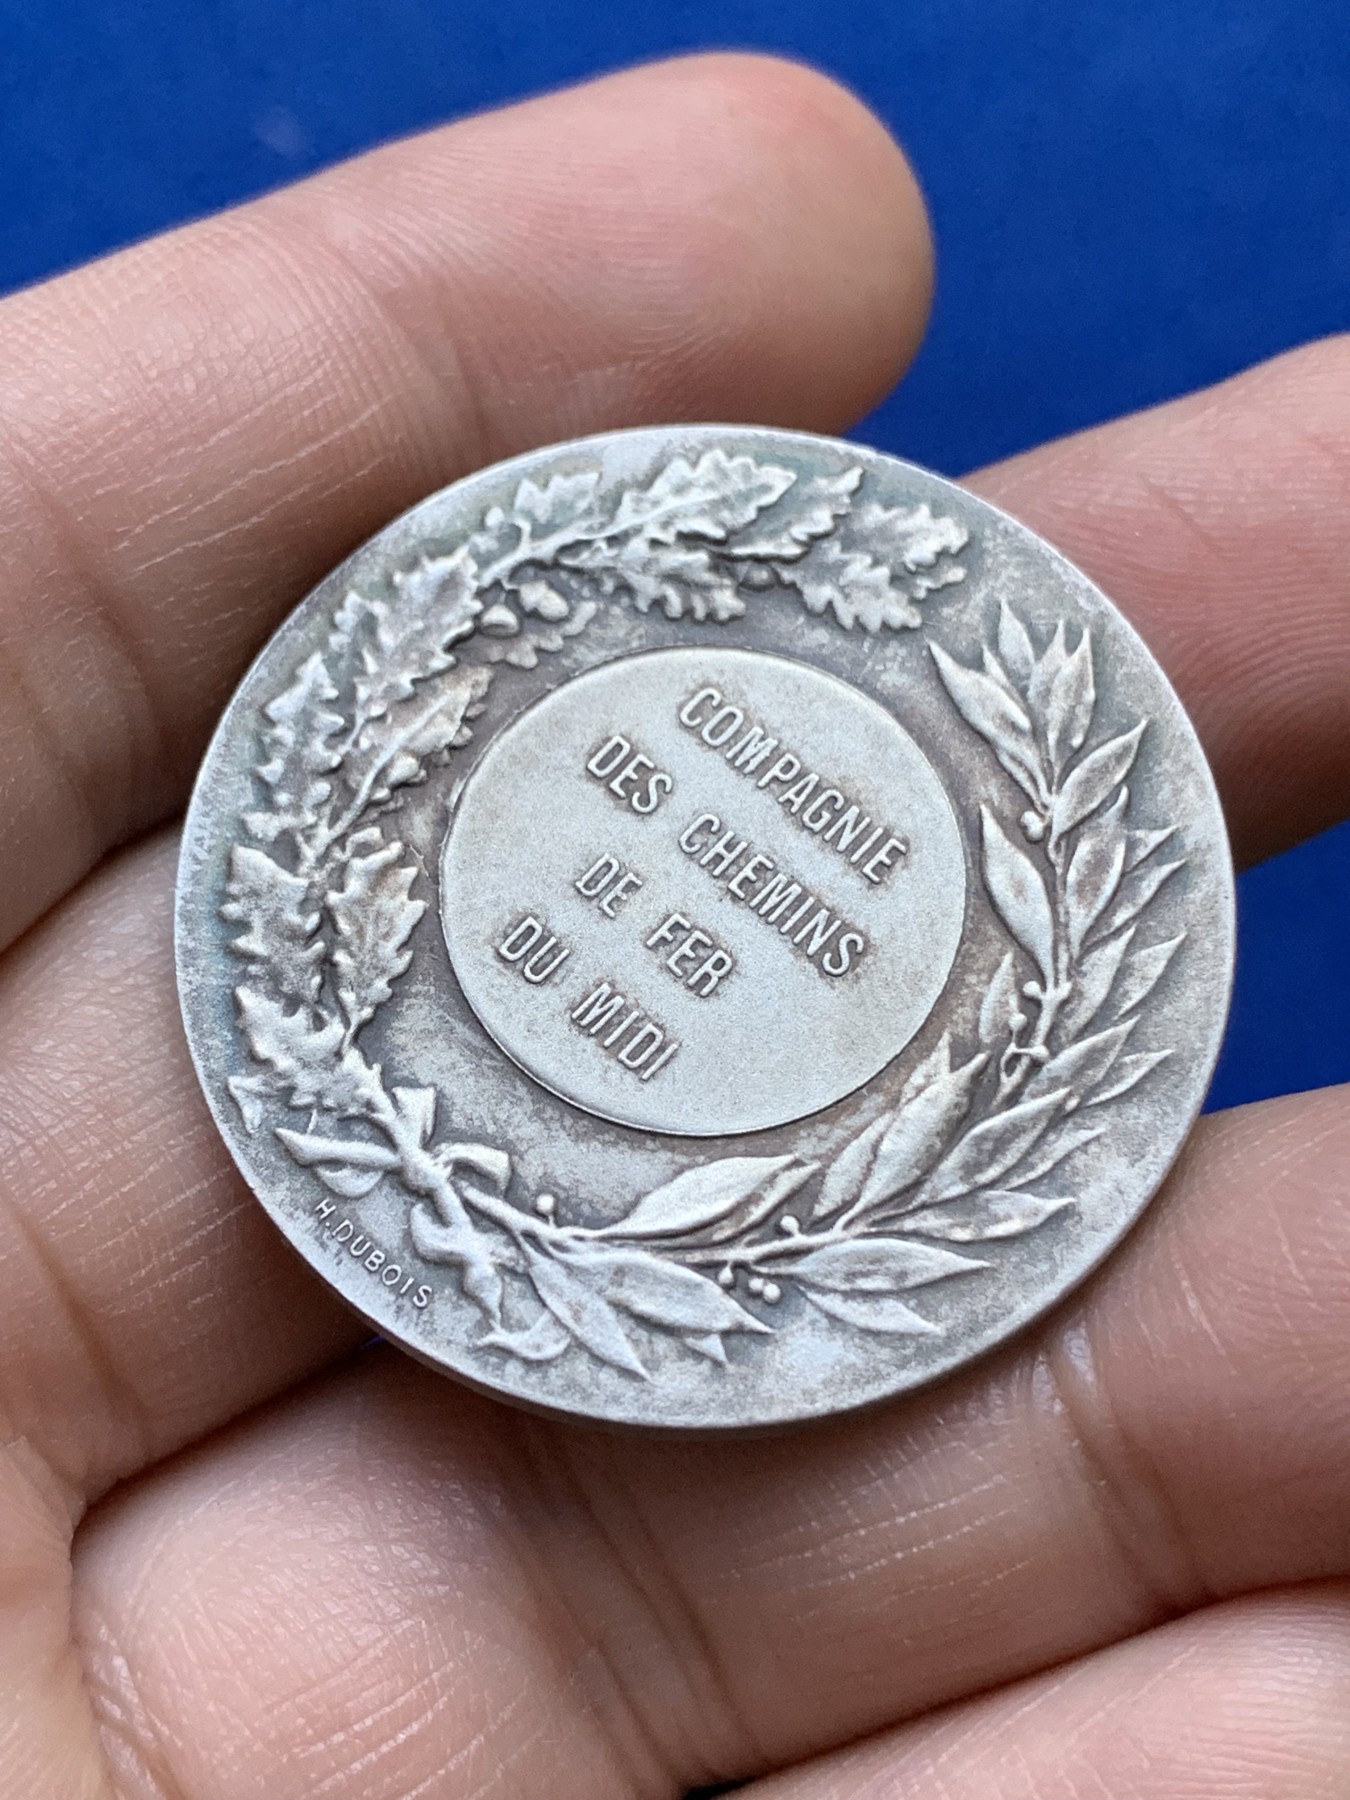 COMPAGNIE
DES CHEMINS
DE FER
DU MIDI
H.DUBOIS